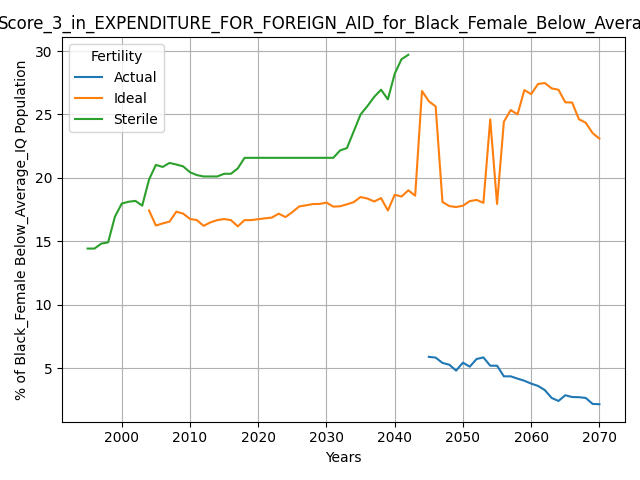 Score_3_in_EXPENDITURE_FOR_FOREIGN_AID_for_Black_Female_Below_Avera
Fertility
Actual
Ideal
Sterile
% of Black_Female Below_Average_IQ Population
30
25
20
15
10
5
2000 2010 2020 2030 2040 2050 2060 2070
Years